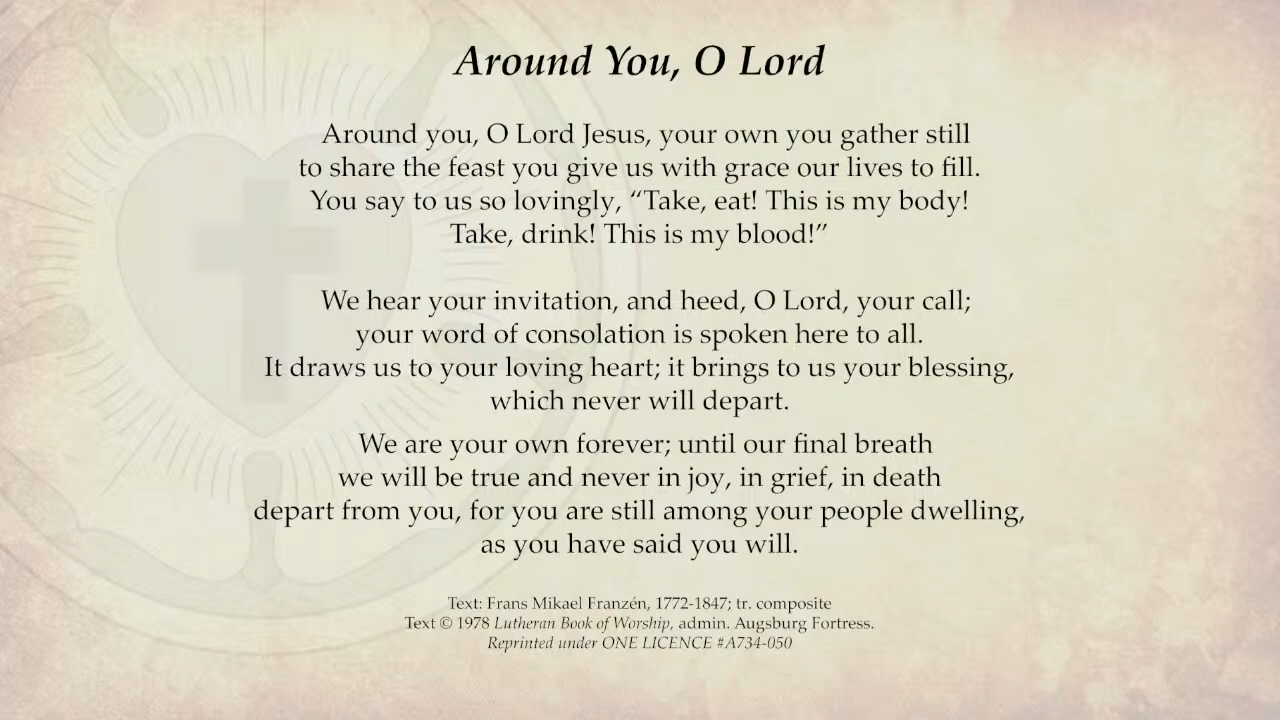 Around You, O Lord
Around you, O Lord Jesus, your own you gather still
to share the feast you give us with grace our lives to fill.
You say to us so lovingly, “Take, eat! This is my body!
Take, drink! This is my blood!”
We hear your invitation, and heed, O Lord, your call;
your word of consolation is spoken here to all.
It draws us to your loving heart; it brings to us your blessing,
which never will depart.
We are your own forever; until our final breath
we will be true and never in joy, in grief, in death
depart from you, for you are still among your people dwelling,
as you have said you will.
Text: Frans Mikael Franzén, 1772-1847; tr. composite
Text © 1978 Lutheran Book of Worship, admin. Augsburg Fortress.
Reprinted under ONE LICENCE #A734-050